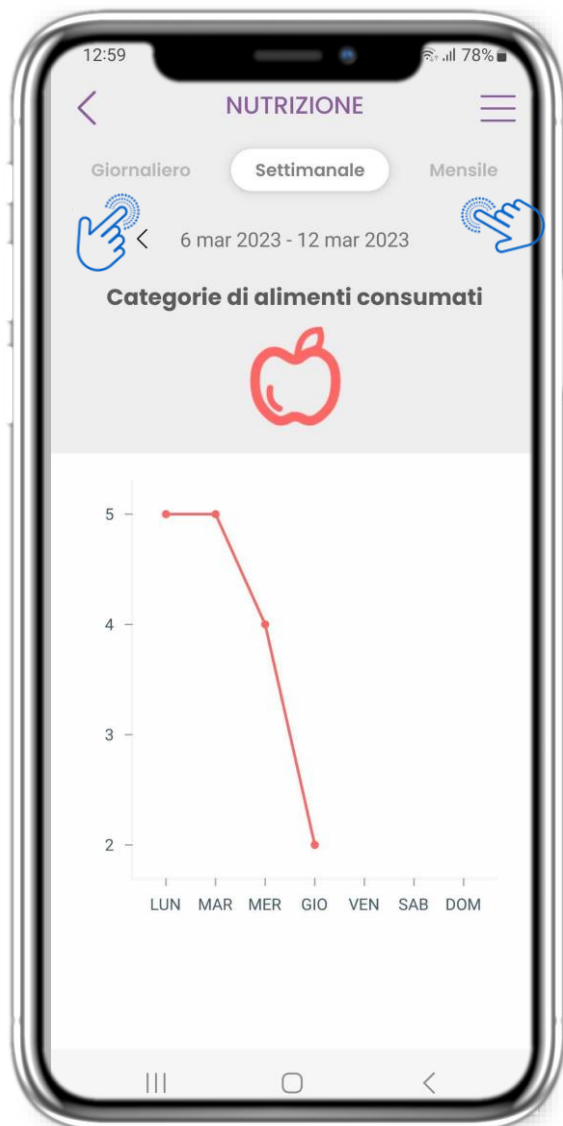 12:59 78%
NUTRIZIONE
Giornaliero Settimanale Mensile
6 mar 2023 - 12 mar 2023
Categorie di alimenti consumati
5
4
3
2
LUN MAR MER GIO VEN SAB DOM